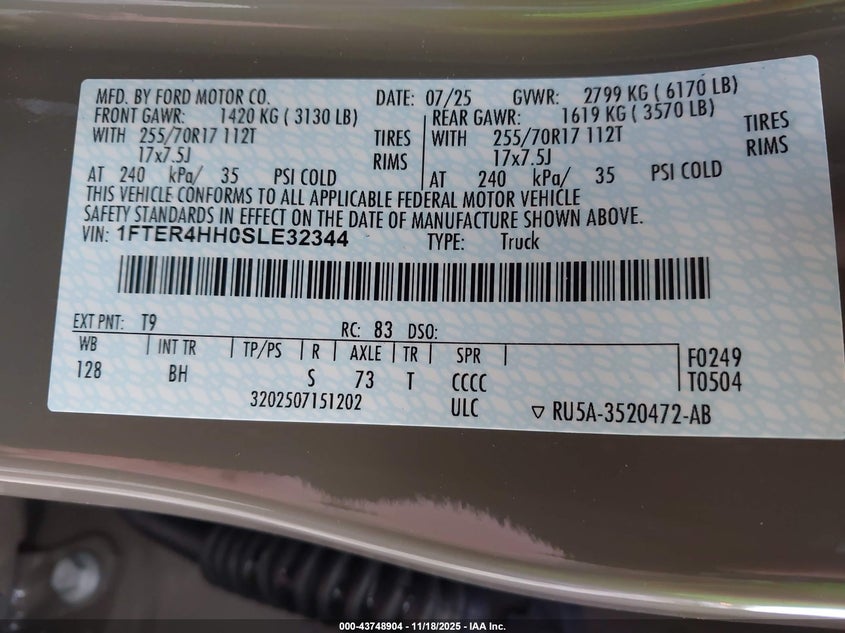 MFD. BY FORD MOTOR CO. DATE: 07/25 GVWR: 2799 KG ( 6170 LB)
FRONT GAWR: 1420 KG ( 3130 LB) REAR GAWR: 1619 KG ( 3570 LB)
WITH 255/70R17 112T TIRES WITH 255/70R17 112T TIRES
17x7.5J RIMS 17x7.5J RIMS
AT 240 kPa/ 35 PSI COLD AT 240 kPa/ 35 PSI COLD
THIS VEHICLE CONFORMS TO ALL APPLICABLE FEDERAL MOTOR VEHICLE
SAFETY STANDARDS IN EFFECT ON THE DATE OF MANUFACTURE SHOWN ABOVE.
VIN: 1FTER4HH0SLE32344 TYPE: Truck
EXT PNT: T9 RC: 83 DSO:
WB INT TR TP/PS R AXLE TR SPR F0249
128 BH S 73 T CCCC T0504
3202507151202 ULC ▽ RU5A-3520472-AB
000-43748904 - 11/18/2025 - IAA Inc.